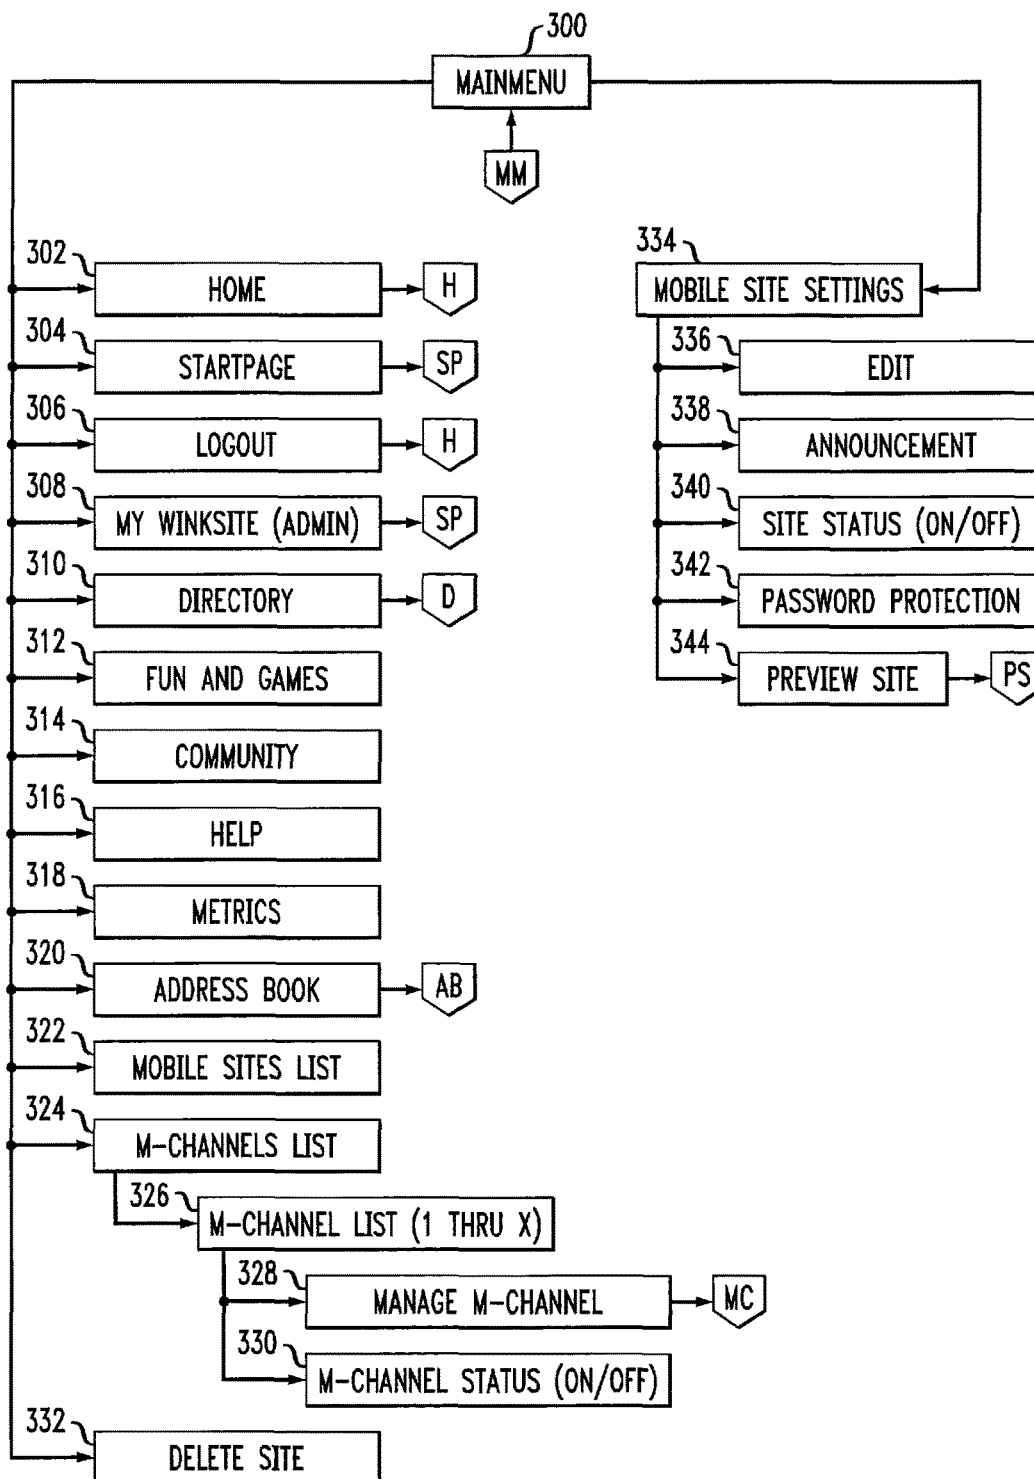 300
MAINMENU
MM
302
HOME
H
304
STARTPAGE
SP
306
LOGOUT
H
308
MY WINKSITE (ADMIN)
SP
310
DIRECTORY
D
312
FUN AND GAMES
314
COMMUNITY
316
HELP
318
METRICS
320
ADDRESS BOOK
AB
322
MOBILE SITES LIST
324
M-CHANNELS LIST
326
M-CHANNEL LIST (1 THRU X)
328
MANAGE M-CHANNEL
MC
330
M-CHANNEL STATUS (ON/OFF)
332
DELETE SITE
334
MOBILE SITE SETTINGS
336
EDIT
338
ANNOUNCEMENT
340
SITE STATUS (ON/OFF)
342
PASSWORD PROTECTION
344
PREVIEW SITE
PS